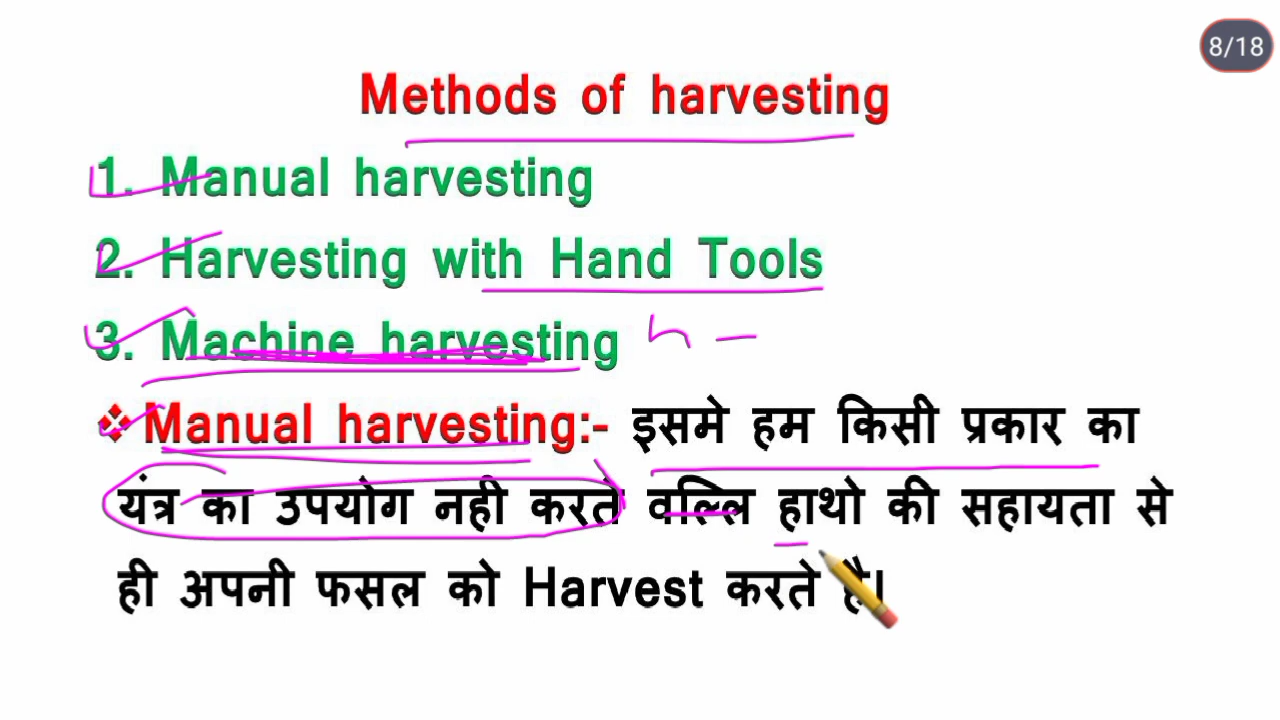 8/18
Methods of harvesting
1. Manual harvesting
2. Harvesting with Hand Tools
3. Machine harvesting h -
❖ Manual harvesting:- इसमे हम किसी प्रकार का
यंत्र का उपयोग नही करते वल्लि हाथो की सहायता से
ही अपनी फसल को Harvest करते है।